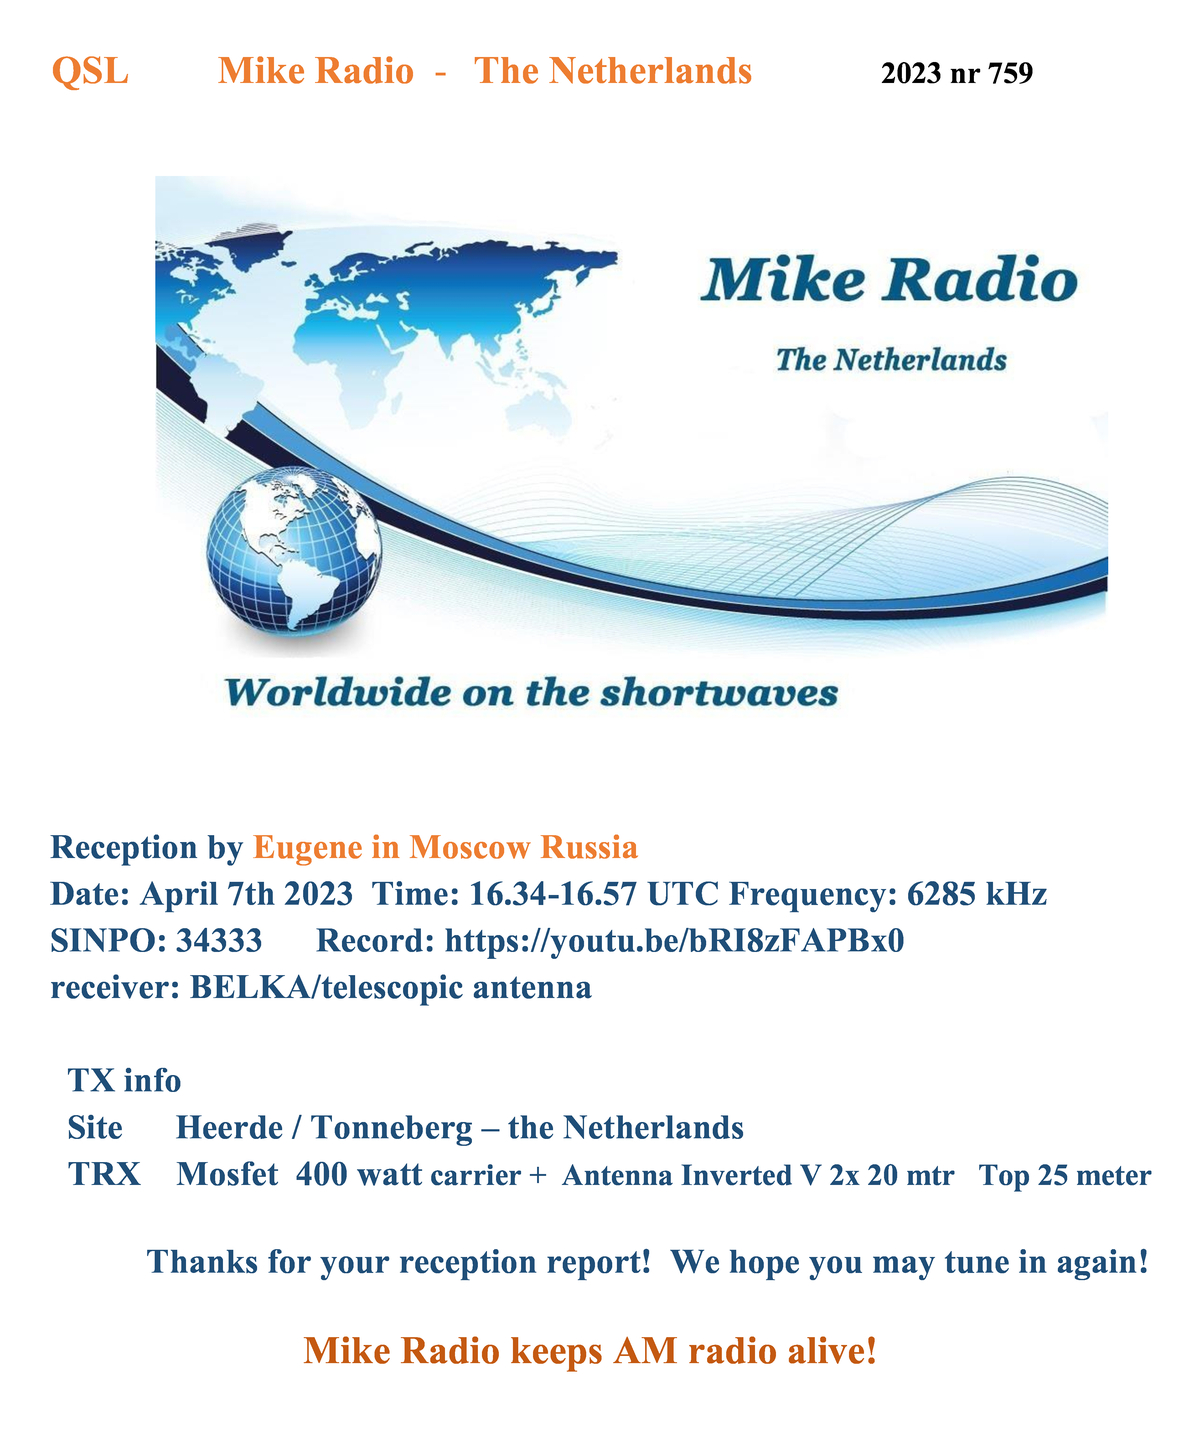 QSL Mike Radio - The Netherlands 2023 nr 759
Mike Radio
The Netherlands
Worldwide on the shortwaves
Reception by Eugene in Moscow Russia
Date: April 7th 2023 Time: 16.34-16.57 UTC Frequency: 6285 kHz
SINPO: 34333 Record: https://youtu.be/bRI8zFAPBx0
receiver: BELKA/telescopic antenna
TX info
Site Heerde / Tonneberg – the Netherlands
TRX Mosfet 400 watt carrier + Antenna Inverted V 2x 20 mtr Top 25 meter
Thanks for your reception report! We hope you may tune in again!
Mike Radio keeps AM radio alive!